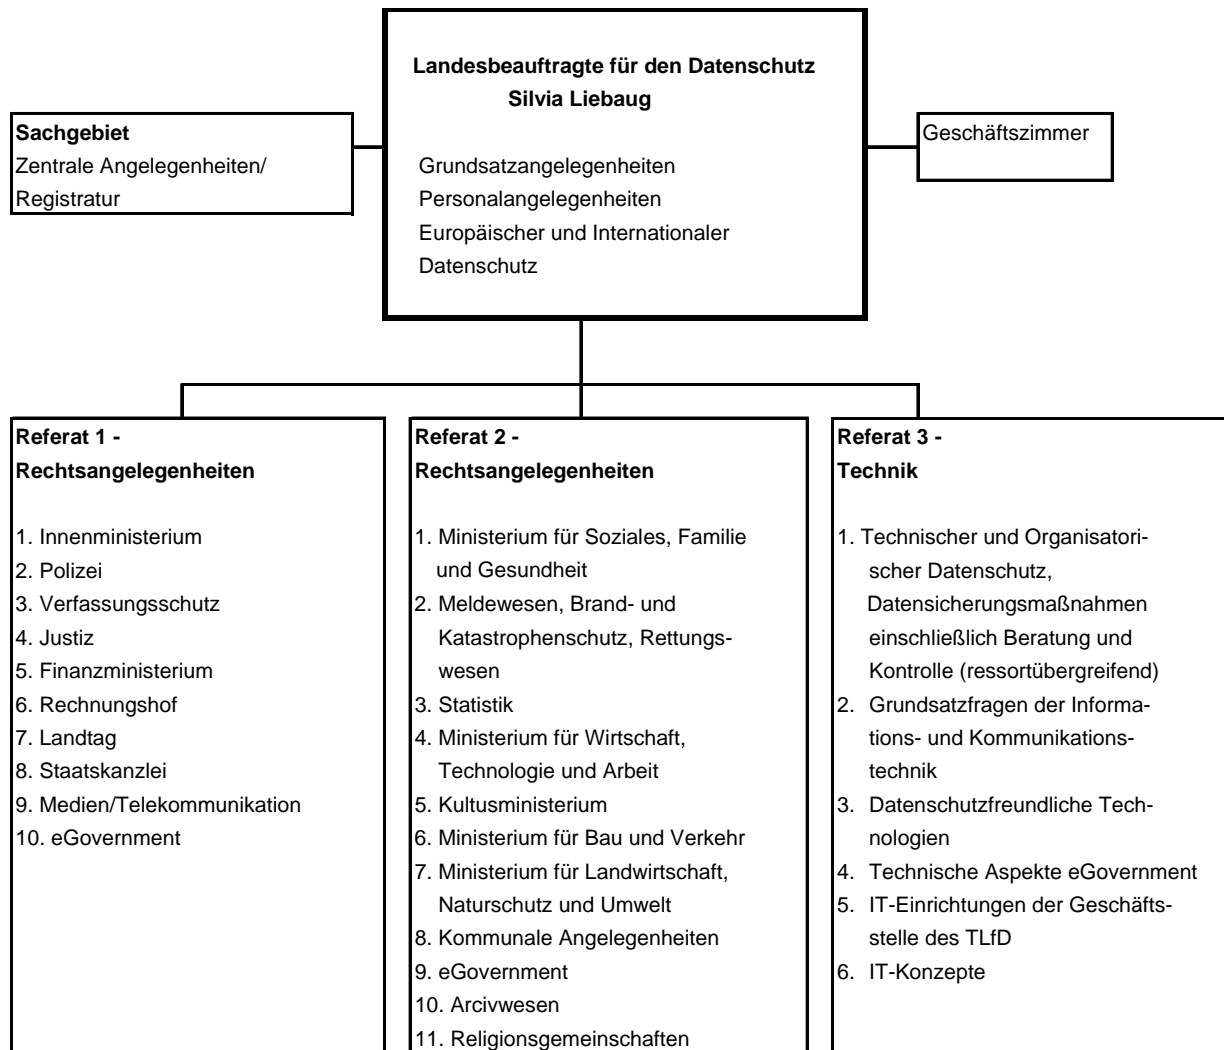 Landesbeauftragte für den Datenschutz
Silvia Liebaug
Grundsatzangelegenheiten
Personalangelegenheiten
Europäischer und Internationaler
Datenschutz
Sachgebiet
Zentrale Angelegenheiten/
Registratur
Geschäftszimmer
Referat 1 -
Rechtsangelegenheiten
1. Innenministerium
2. Polizei
3. Verfassungsschutz
4. Justiz
5. Finanzministerium
6. Rechnungshof
7. Landtag
8. Staatskanzlei
9. Medien/Telekommunikation
10. eGovernment
Referat 2 -
Rechtsangelegenheiten
1. Ministerium für Soziales, Familie
und Gesundheit
2. Meldewesen, Brand- und
Katastrophenschutz, Rettungs-
wesen
3. Statistik
4. Ministerium für Wirtschaft,
Technologie und Arbeit
5. Kultusministerium
6. Ministerium für Bau und Verkehr
7. Ministerium für Landwirtschaft,
Naturschutz und Umwelt
8. Kommunale Angelegenheiten
9. eGovernment
10. Arcivwesen
11. Religionsgemeinschaften
Referat 3 -
Technik
1. Technischer und Organisatori-
scher Datenschutz,
Datensicherungsmaßnahmen
einschließlich Beratung und
Kontrolle (ressortübergreifend)
2. Grundsatzfragen der Informa-
tions- und Kommunikations-
technik
3. Datenschutzfreundliche Tech-
nologien
4. Technische Aspekte eGovernment
5. IT-Einrichtungen der Geschäfts-
stelle des TLfD
6. IT-Konzepte